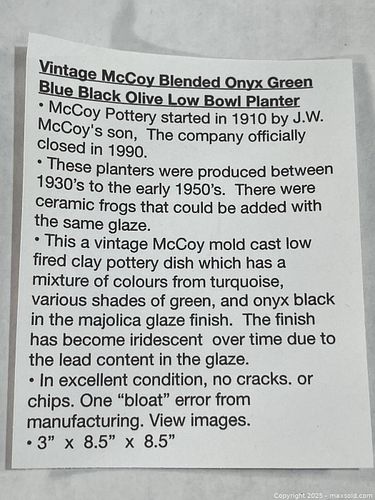 Vintage McCoy Blended Onyx Green
Blue Black Olive Low Bowl Planter
• McCoy Pottery started in 1910 by J.W.
McCoy's son,  The company officially
closed in 1990.
• These planters were produced between
1930's to the early 1950's.  There were
ceramic frogs that could be added with
the same glaze.
• This a vintage McCoy mold cast low
fired clay pottery dish which has a
mixture of colours from turquoise,
various shades of green, and onyx black
in the majolica glaze finish.  The finish
has become iridescent  over time due to
the lead content in the glaze.
• In excellent condition, no cracks. or
chips. One “bloat” error from
manufacturing. View images.
• 3”  x  8.5”  x  8.5”
Copyright 2025 - maxsold.com